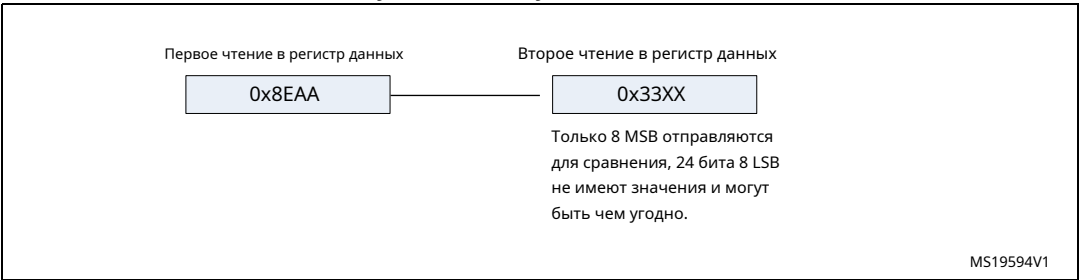 Первое чтение в регистр данных
Второе чтение в регистр данных
0x8EAA
0x33XX
Только 8 MSB отправляются
для сравнения, 24 бита 8 LSB
не имеют значения и могут
быть чем угодно.
MS19594V1